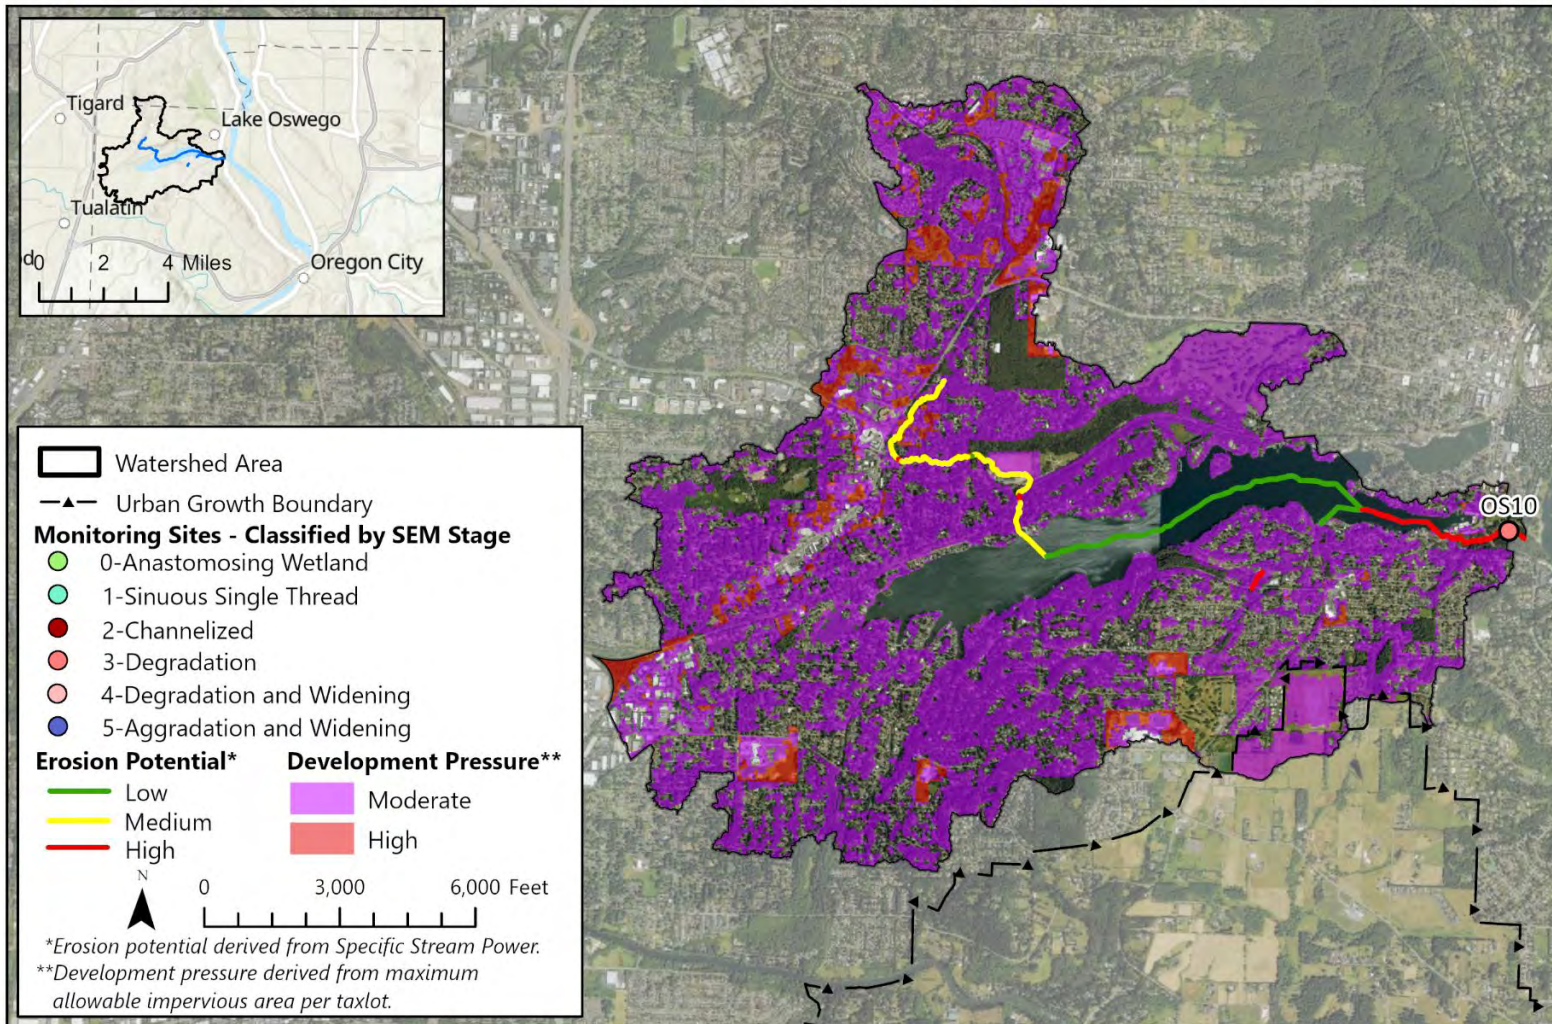 Tigard
Lake Oswego
Tualatin
Oregon City
d
0 2 4 Miles
OS10
Watershed Area
Urban Growth Boundary
Monitoring Sites - Classified by SEM Stage
0-Anastomosing Wetland
1-Sinuous Single Thread
2-Channelized
3-Degradation
4-Degradation and Widening
5-Aggradation and Widening
Erosion Potential*
Low
Medium
High
Development Pressure**
Moderate
High
N
0 3,000 6,000 Feet
*Erosion potential derived from Specific Stream Power.
**Development pressure derived from maximum
allowable impervious area per taxlot.